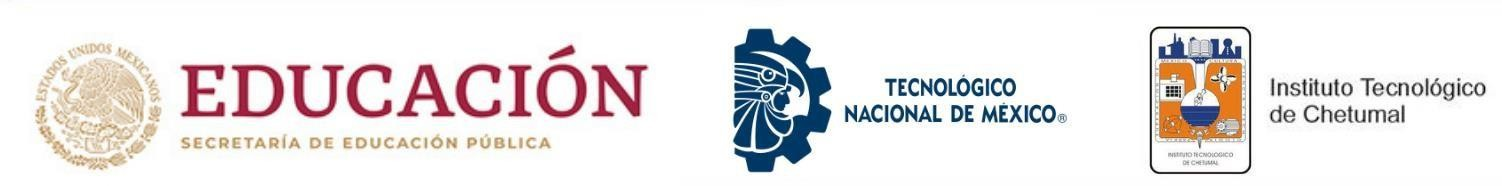 ESTADOS UNIDOS MEXICANOS
EDUCACIÓN
SECRETARÍA DE EDUCACIÓN PÚBLICA
TECNOLÓGICO
NACIONAL DE MÉXICO®
INSTITUTO TECNOLOGICO
DE CHETUMAL
Instituto Tecnológico
de Chetumal